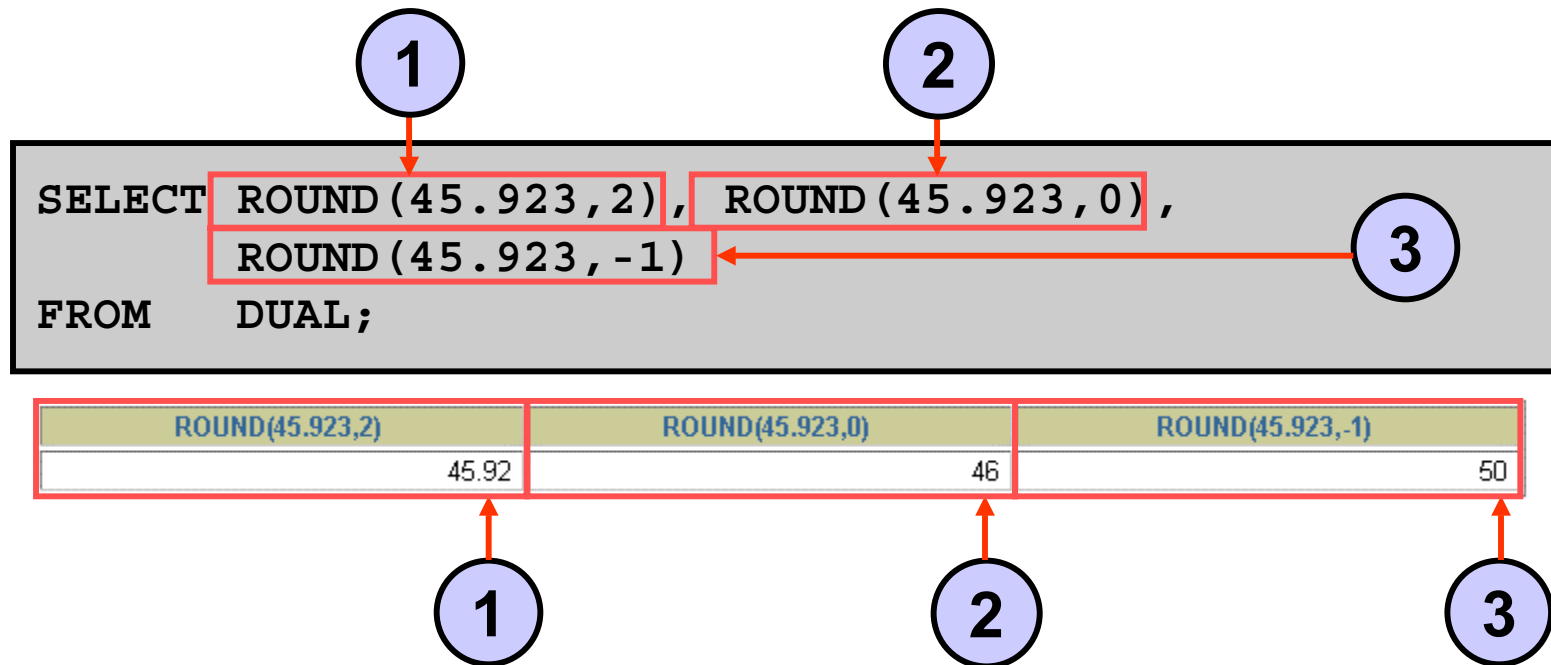 1 2
SELECT ROUND(45.923,2), ROUND(45.923,0),
ROUND(45.923,-1) 3
FROM DUAL;
ROUND(45.923,2) ROUND(45.923,0) ROUND(45.923,-1)
45.92 46 50
1 2 3